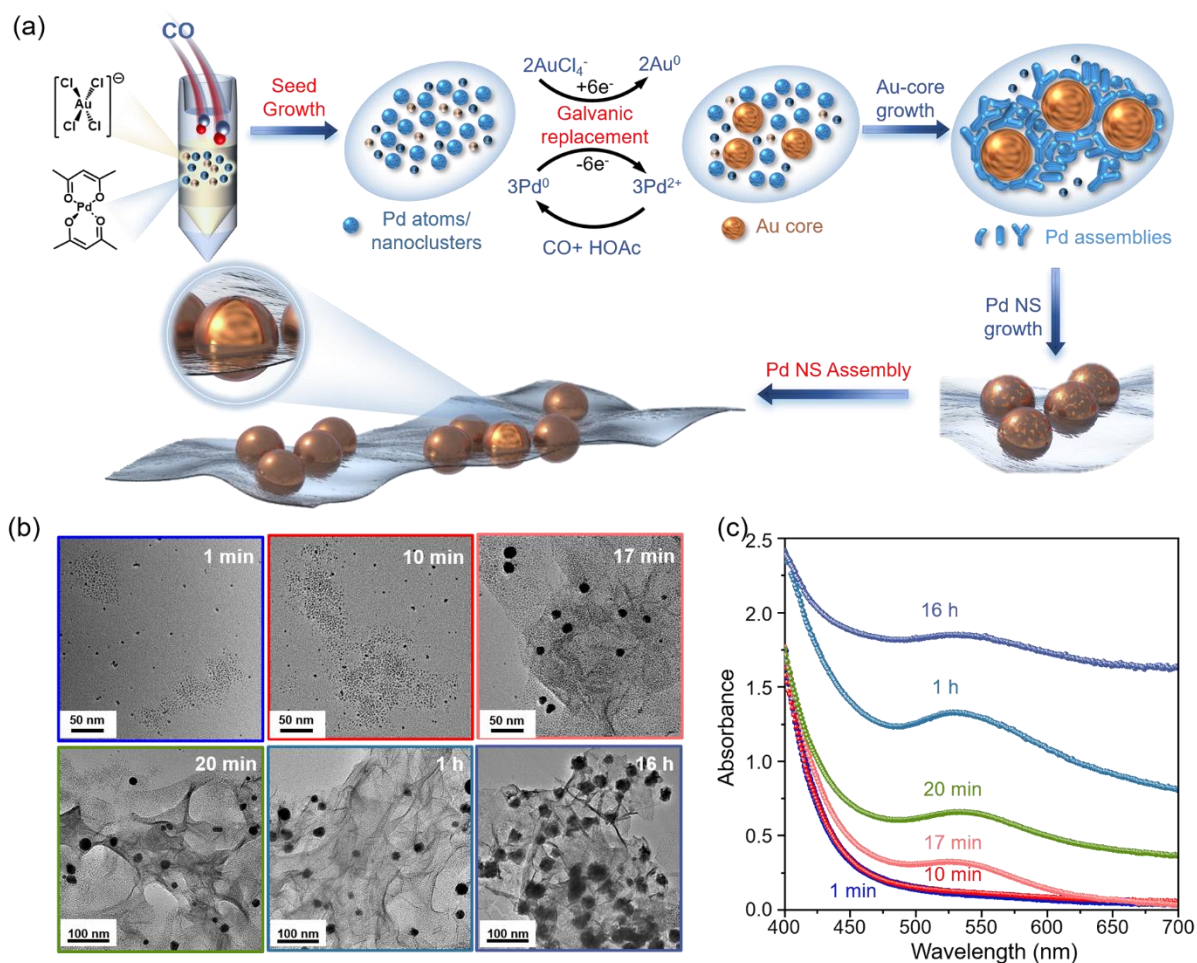 (a)
CO
Cl
Cl
Au
Cl
Cl
⊖
O
O
Pd
O
O
Seed
Growth
Pd atoms/
nanoclusters
2AuCl₄⁻
2Au⁰
+6e⁻
Galvanic
replacement
-6e⁻
3Pd⁰
3Pd²⁺
CO+ HOAc
Au core
Au-core
growth
Pd assemblies
Pd NS
growth
Pd NS Assembly
(b)
1 min
50 nm
10 min
50 nm
17 min
50 nm
20 min
100 nm
1 h
100 nm
16 h
100 nm
(c)
Absorbance
2.5
2.0
1.5
1.0
0.5
0.0
16 h
1 h
20 min
17 min
10 min
1 min
400 450 500 550 600 650 700
Wavelength (nm)